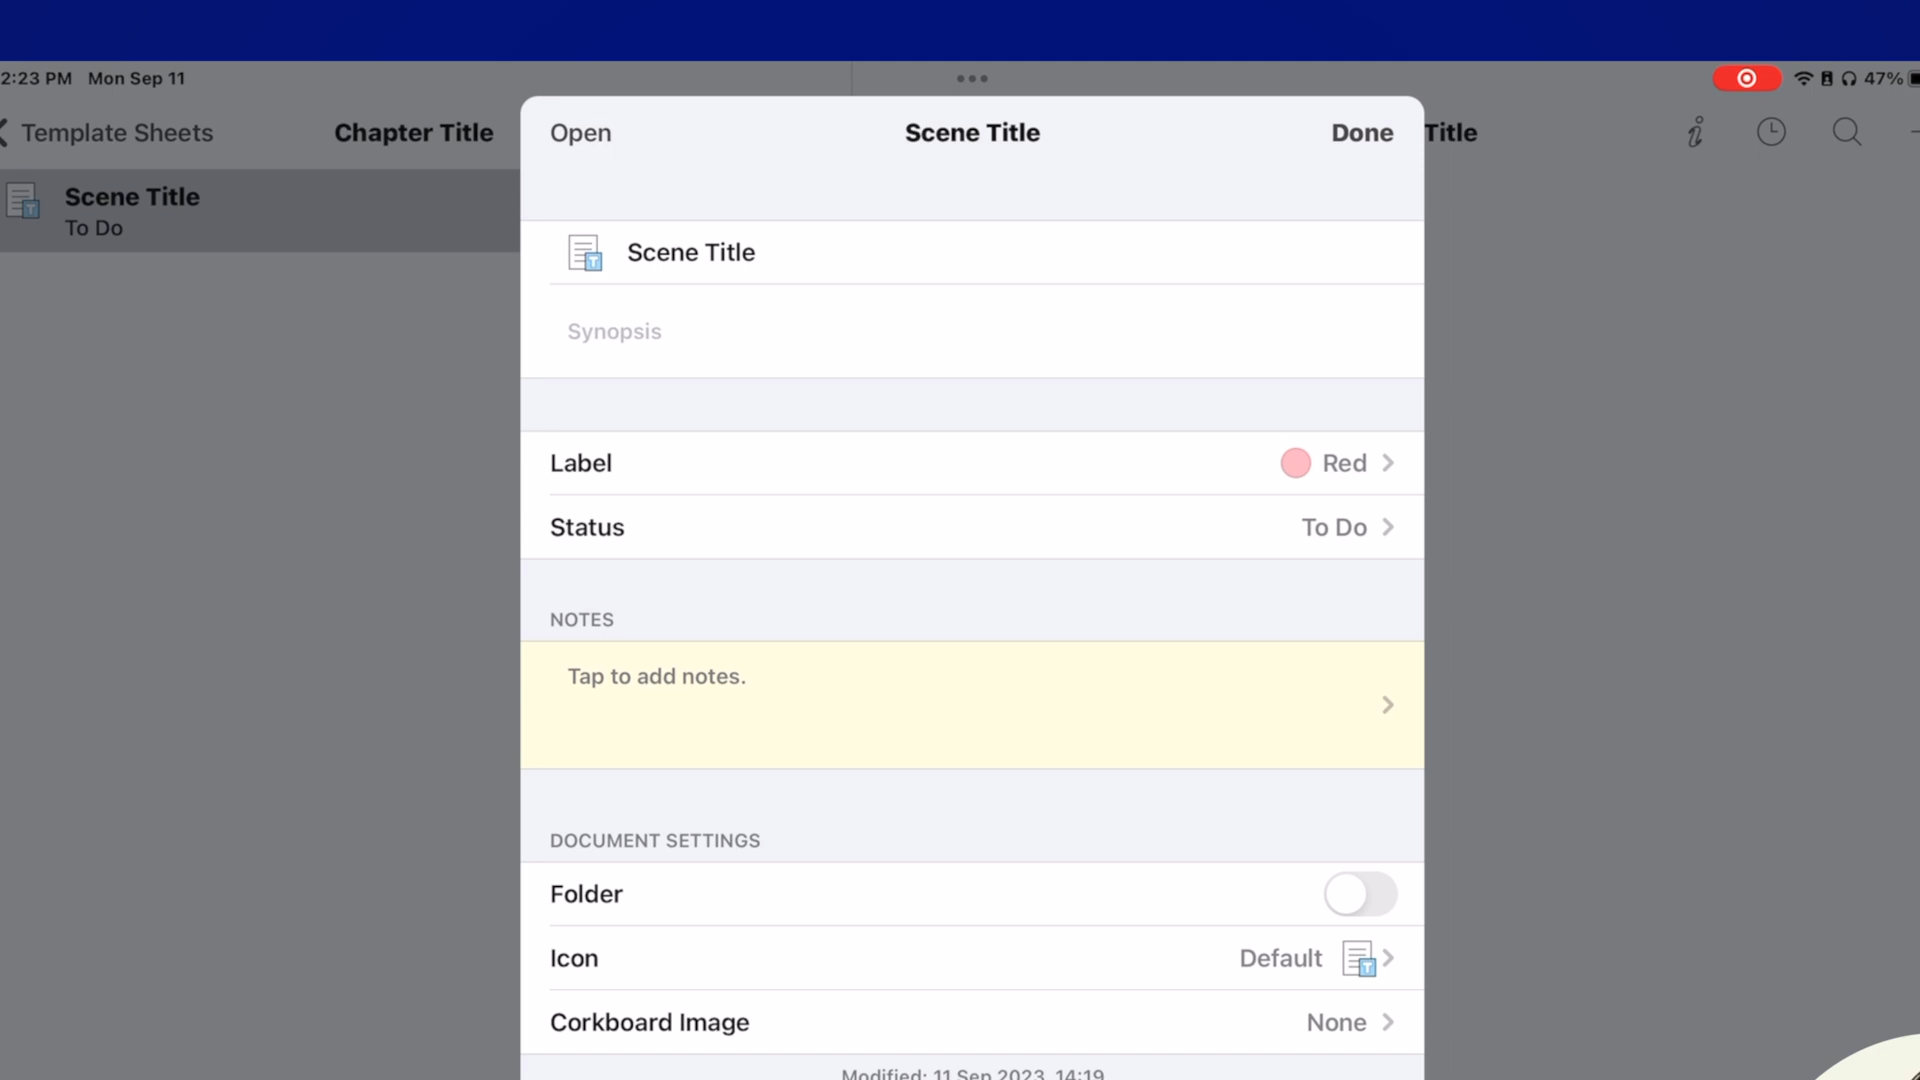 2:23 PM Mon Sep 11
47%
Template Sheets
Chapter Title
Title
Scene Title
To Do
Open
Scene Title
Done
Scene Title
Synopsis
Label
Red
Status
To Do
NOTES
Tap to add notes.
DOCUMENT SETTINGS
Folder
Icon
Default
Corkboard Image
None
Modified: 11 Sep 2023, 14:19